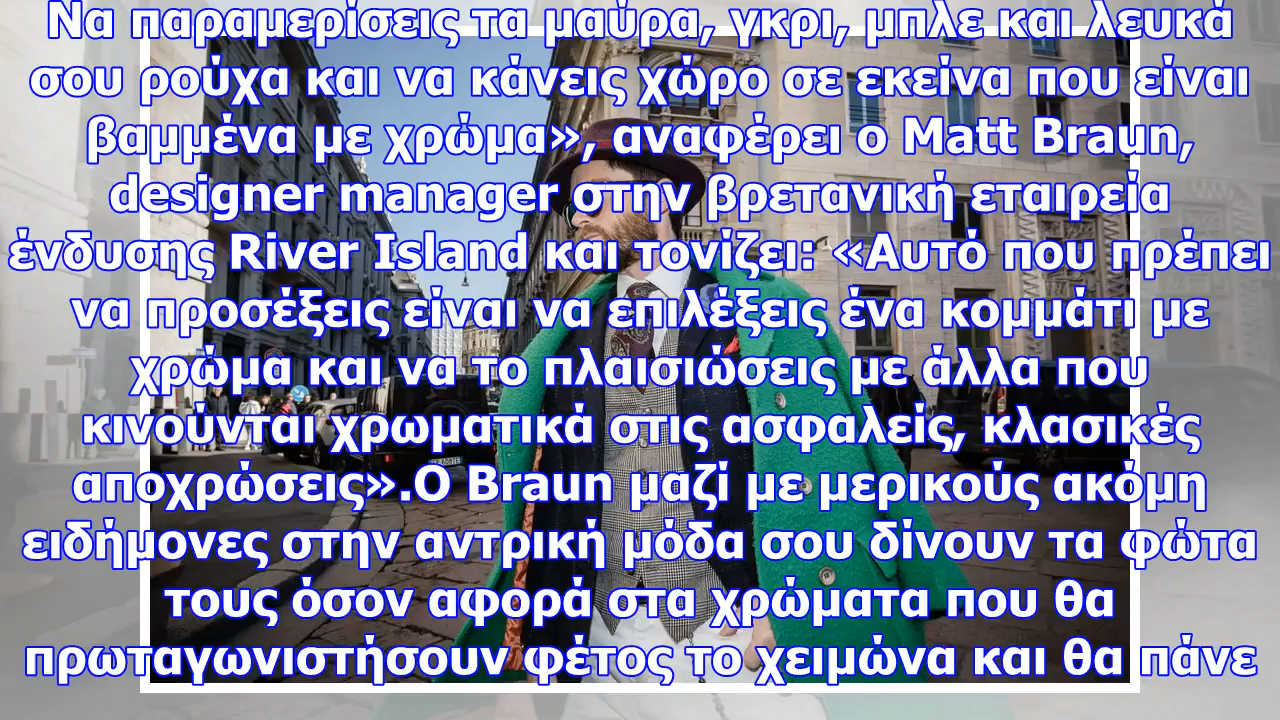 Να παραμερίσεις τα μαύρα, γκρι, μπλε και λευκά
σου ρούχα και να κάνεις χώρο σε εκείνα που είναι
βαμμένα με χρώμα», αναφέρει ο Matt Braun,
designer manager στην βρετανική εταιρεία
ένδυσης River Island και τονίζει: «Αυτό που πρέπει
να προσέξεις είναι να επιλέξεις ένα κομμάτι με
χρώμα και να το πλαισιώσεις με άλλα που
κινούνται χρωματικά στις ασφαλείς, κλασικές
αποχρώσεις».Ο Braun μαζί με μερικούς ακόμη
ειδήμονες στην αντρική μόδα σου δίνουν τα φώτα
τους όσον αφορά στα χρώματα που θα
πρωταγωνιστήσουν φέτος το χειμώνα και θα πάνε